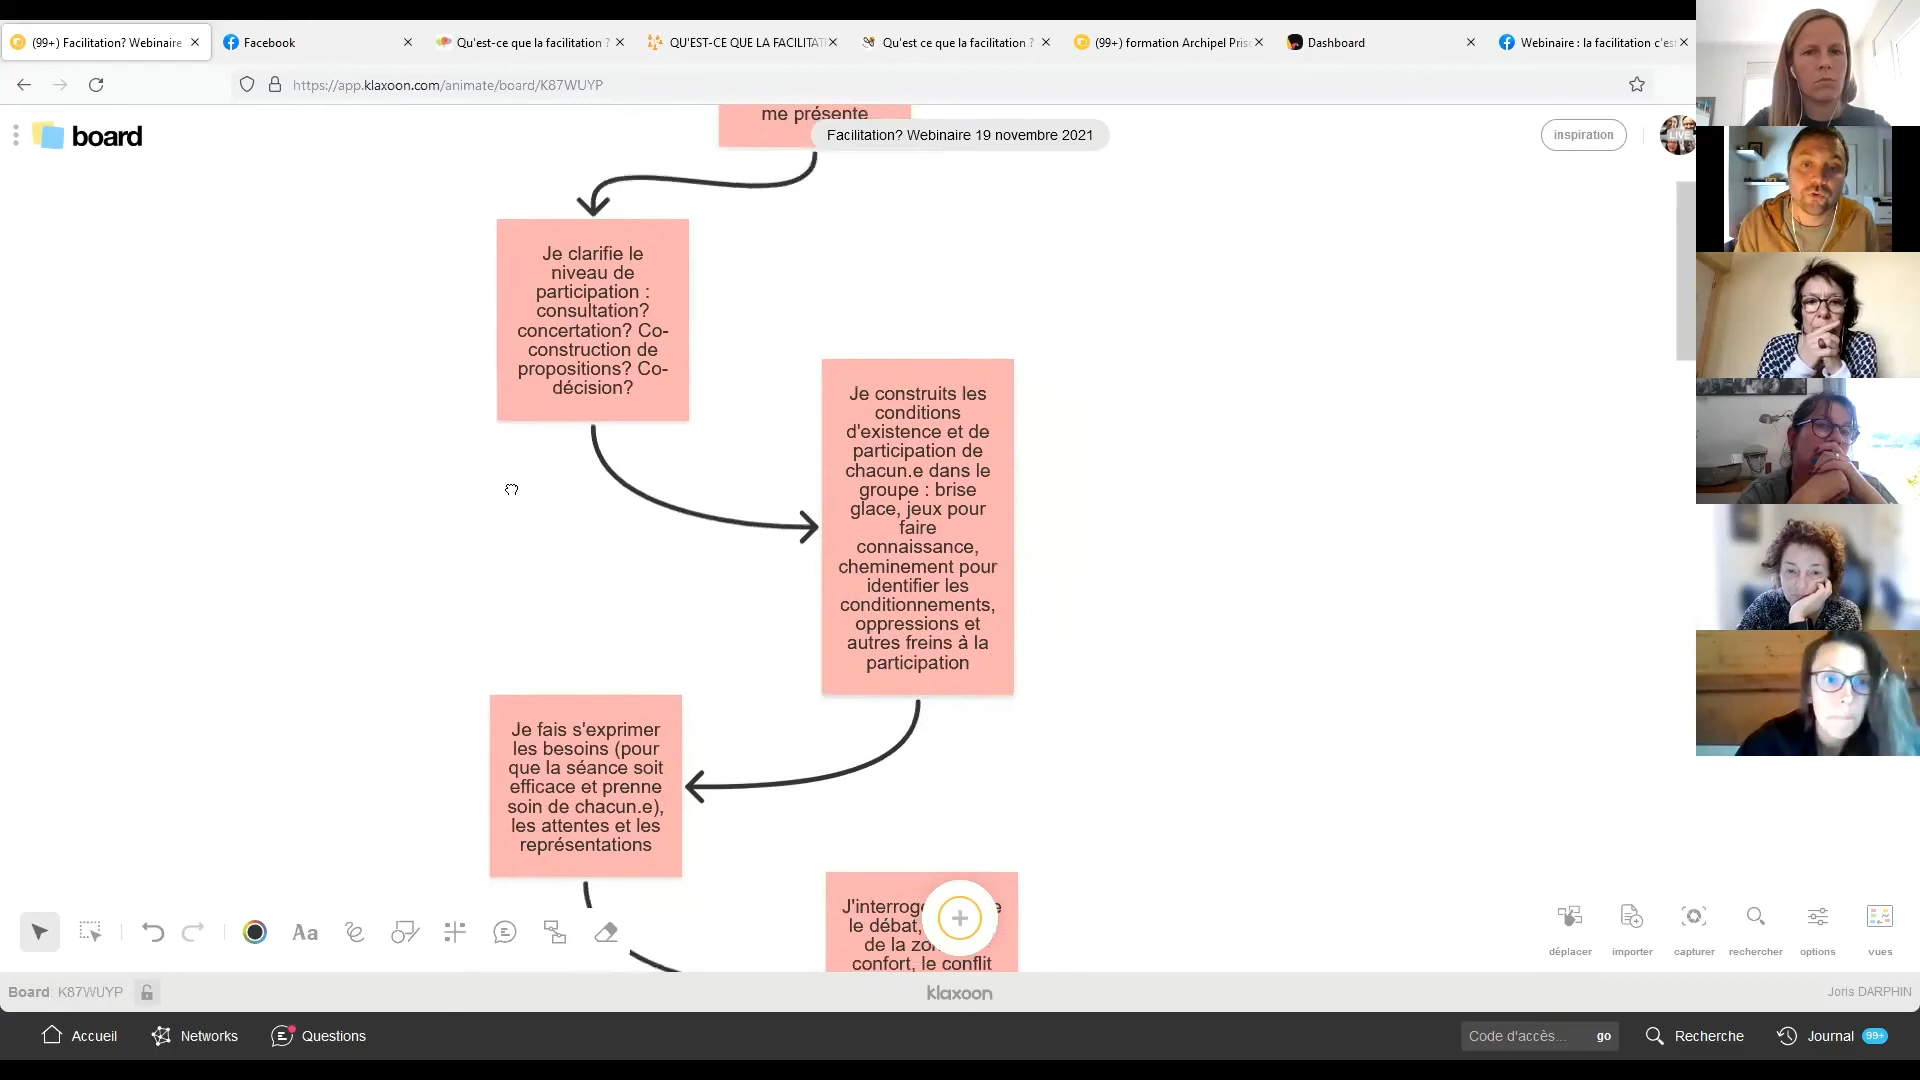 (99+) Facilitation? Webinaire
Facebook
Qu'est-ce que la facilitation ?
QU'EST-CE QUE LA FACILITAT
Qu'est ce que la facilitation ?
(99+) formation Archipel Pris
Dashboard
Webinaire : la facilitation c'es
https://app.klaxoon.com/animate/board/K87WUYP
board
me présente
Facilitation? Webinaire 19 novembre 2021
inspiration
LIVE
Je clarifie le
niveau de
participation :
consultation?
concertation? Co-
construction de
propositions? Co-
décision?
Je construits les
conditions
d'existence et de
participation de
chacun.e dans le
groupe : brise
glace, jeux pour
faire
connaissance,
cheminement pour
identifier les
conditionnements,
oppressions et
autres freins à la
participation
Je fais s'exprimer
les besoins (pour
que la séance soit
efficace et prenne
soin de chacun.e),
les attentes et les
représentations
J'interroge
le débat,
de la zo
confort, le conflit
Aa
déplacer
importer
capturer
rechercher
options
vues
Board: K87WUYP
klaxoon
Joris DARPHIN
Accueil
Networks
Questions
Code d'accès... go
Recherche
Journal 99+